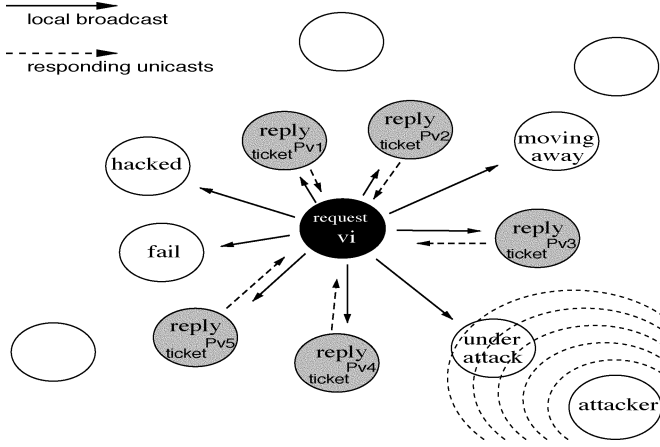 local broadcast
responding unicasts
reply
ticket Pv1
reply
ticket Pv2
moving
away
hacked
request
vi
reply
ticket Pv3
fail
reply
ticket Pv5
reply
ticket Pv4
under
attack
attacker